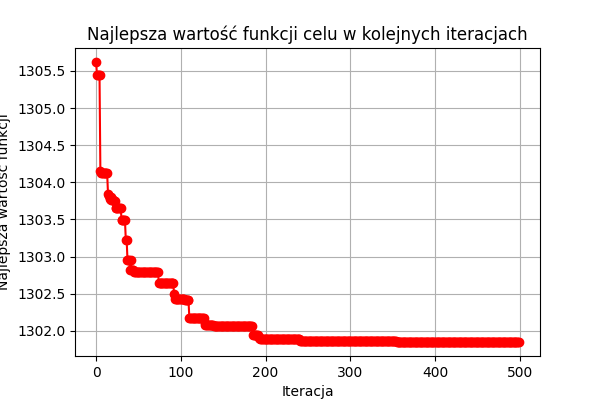 Najlepsza wartość funkcji celu w kolejnych iteracjach
Najlepsza wartość funkcji
1305.5
1305.0
1304.5
1304.0
1303.5
1303.0
1302.5
1302.0
0 100 200 300 400 500
Iteracja